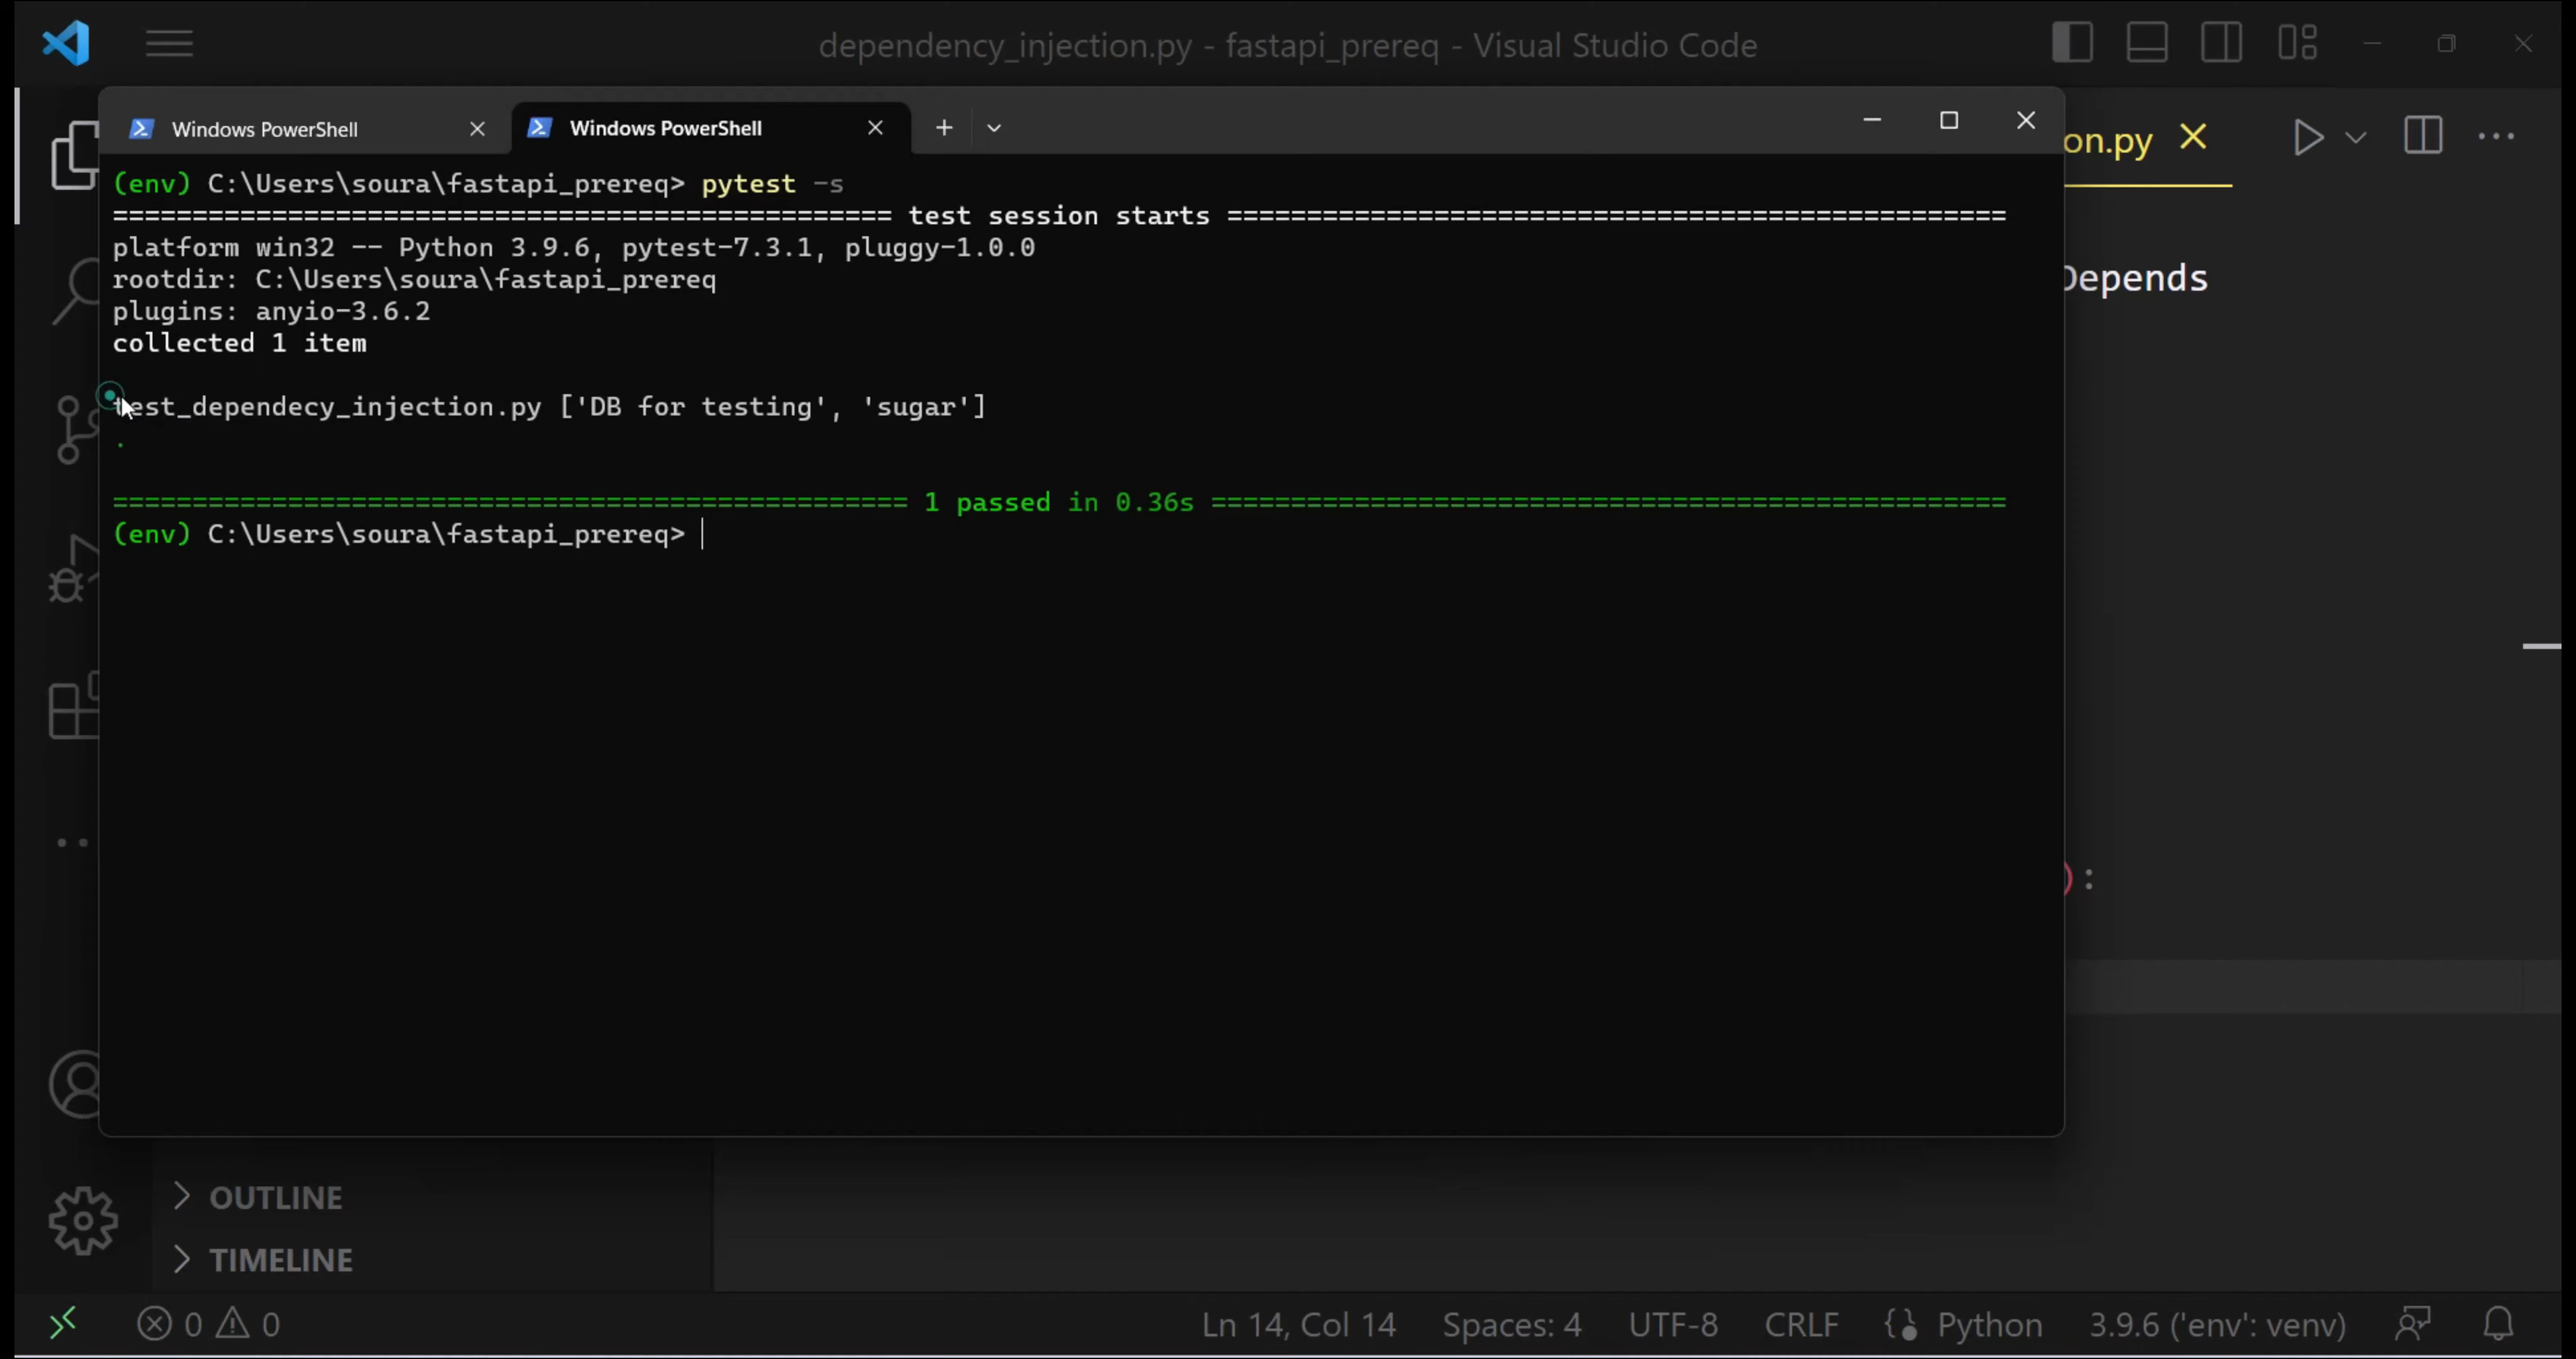 dependency_injection.py - fastapi_prereq - Visual Studio Code
Windows PowerShell
Windows PowerShell
on.py
(env) C:\Users\soura\fastapi_prereq> pytest -s
================================================= test session starts =================================================
platform win32 -- Python 3.9.6, pytest-7.3.1, pluggy-1.0.0
rootdir: C:\Users\soura\fastapi_prereq
plugins: anyio-3.6.2
collected 1 item
test_dependecy_injection.py ['DB for testing', 'sugar']
.
================================================== 1 passed in 0.36s ==================================================
(env) C:\Users\soura\fastapi_prereq>
Depends
):
OUTLINE
TIMELINE
0 0 Ln 14, Col 14 Spaces: 4 UTF-8 CRLF Python 3.9.6 ('env': venv)